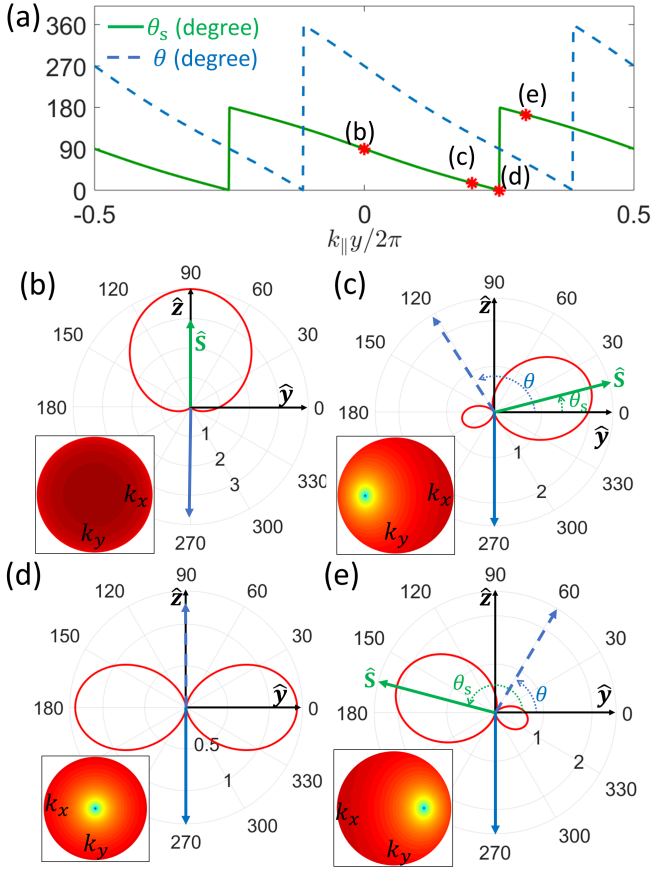 (a)
θs (degree)
θ (degree)
360
270
180
90
0
(b)
(c)
(d)
(e)
-0.5
0
0.5
k∥y/2π
(b)
90
120
60
150
30
180
0
330
300
270
ẑ
Ŝ
ŷ
1
2
3
kx
ky
(c)
90
120
60
150
30
180
0
330
300
270
ẑ
θ
Ŝ
θs
ŷ
1
2
kx
ky
(d)
90
120
60
150
30
180
0
330
300
270
ẑ
ŷ
0.5
1
kx
ky
(e)
90
120
60
150
30
180
0
330
300
270
ẑ
Ŝ
θs
θ
ŷ
1
2
kx
ky